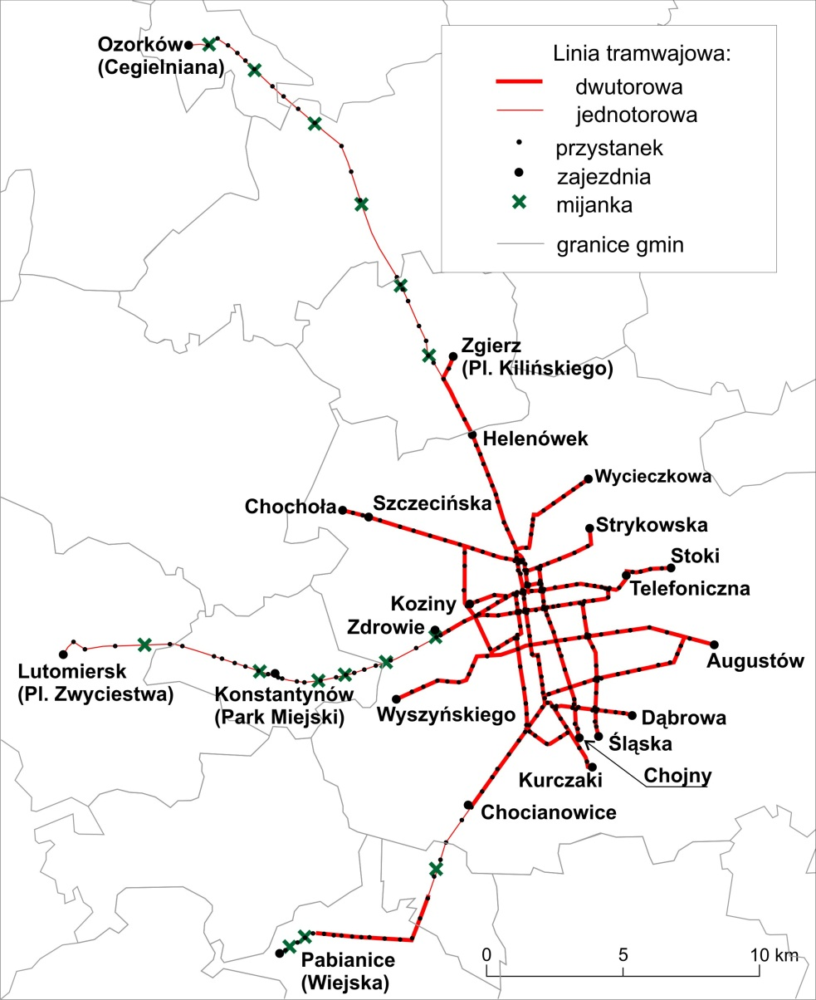 Ozorków
(Cegielniana)
Linia tramwajowa:
dwutorowa
jednotorowa
przystanek
zajezdnia
mijanka
granice gmin
Zgierz
(Pl. Kilińskiego)
Helenówek
Wycieczkowa
Chochoła
Szczecińska
Strykowska
Stoki
Telefoniczna
Koziny
Zdrowie
Augustów
Lutomiersk
(Pl. Zwyciestwa)
Konstantynów
(Park Miejski)
Wyszyńskiego
Dąbrowa
Śląska
Chojny
Kurczaki
Chocianowice
Pabianice
(Wiejska)
0 5 10 km